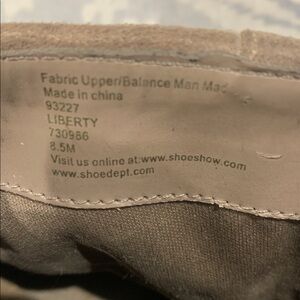 Fabric Upper/Balance Man Mad
Made in china
93227
LIBERTY
730986
8.5M
Visit us online at:www.shoeshow.com
www.shoedept.com